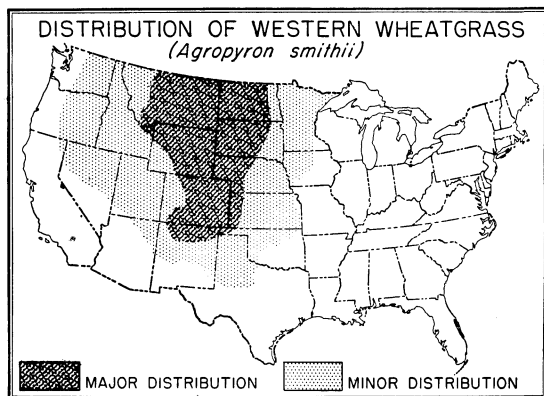 DISTRIBUTION OF WESTERN WHEATGRASS
(Agropyron smithii)
MAJOR DISTRIBUTION
MINOR DISTRIBUTION